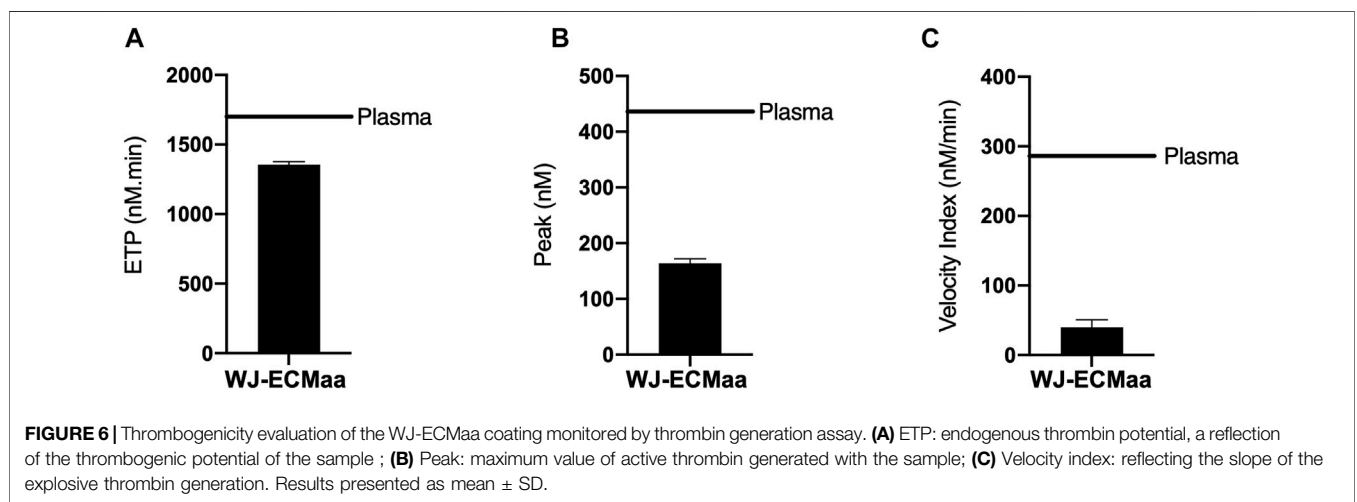 A
2000
1500
1000
500
0
ETP (nM.min)
Plasma
WJ-ECMaa
B
500
400
300
200
100
0
Peak (nM)
Plasma
WJ-ECMaa
C
400
300
200
100
0
Velocity Index (nM/min)
Plasma
WJ-ECMaa
FIGURE 6 | Thrombogenicity evaluation of the WJ-ECMaa coating monitored by thrombin generation assay. (A) ETP: endogenous thrombin potential, a reflection
of the thrombogenic potential of the sample ; (B) Peak: maximum value of active thrombin generated with the sample; (C) Velocity index: reflecting the slope of the
explosive thrombin generation. Results presented as mean ± SD.